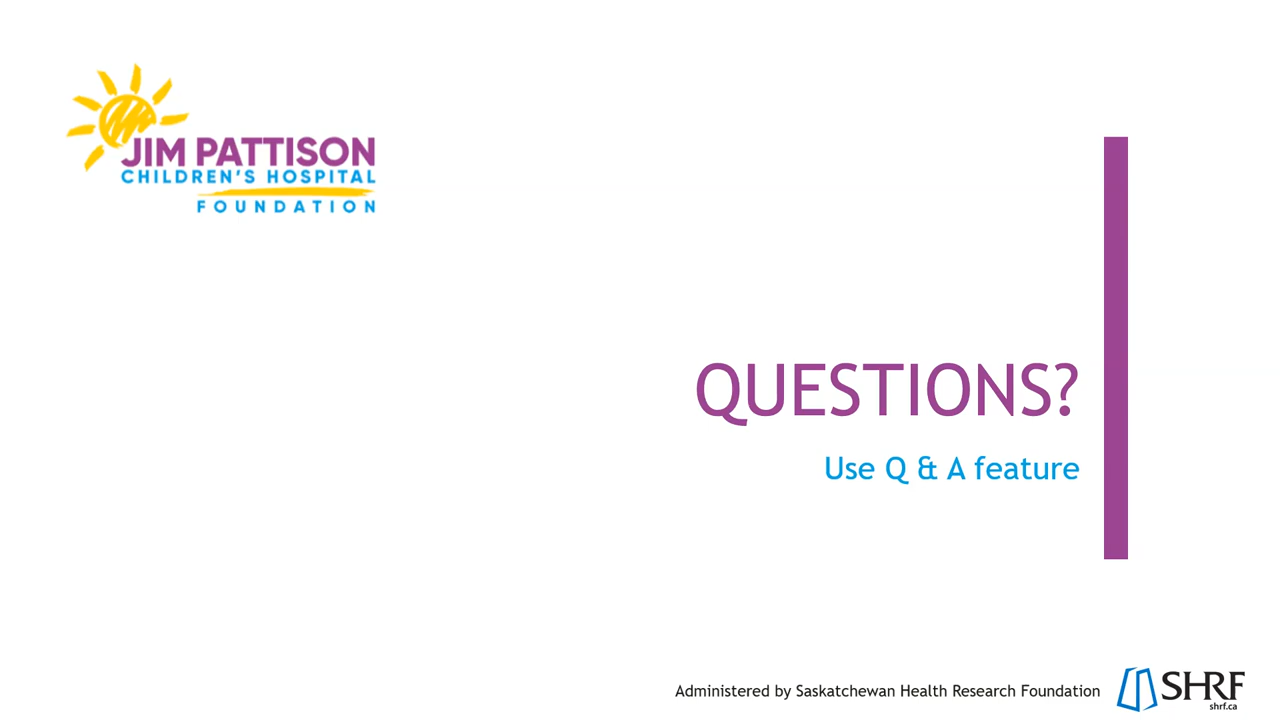 JIM PATTISON
CHILDREN'S HOSPITAL
FOUNDATION
QUESTIONS?
Use Q & A feature
Administered by Saskatchewan Health Research Foundation
SHRF
shrf.ca